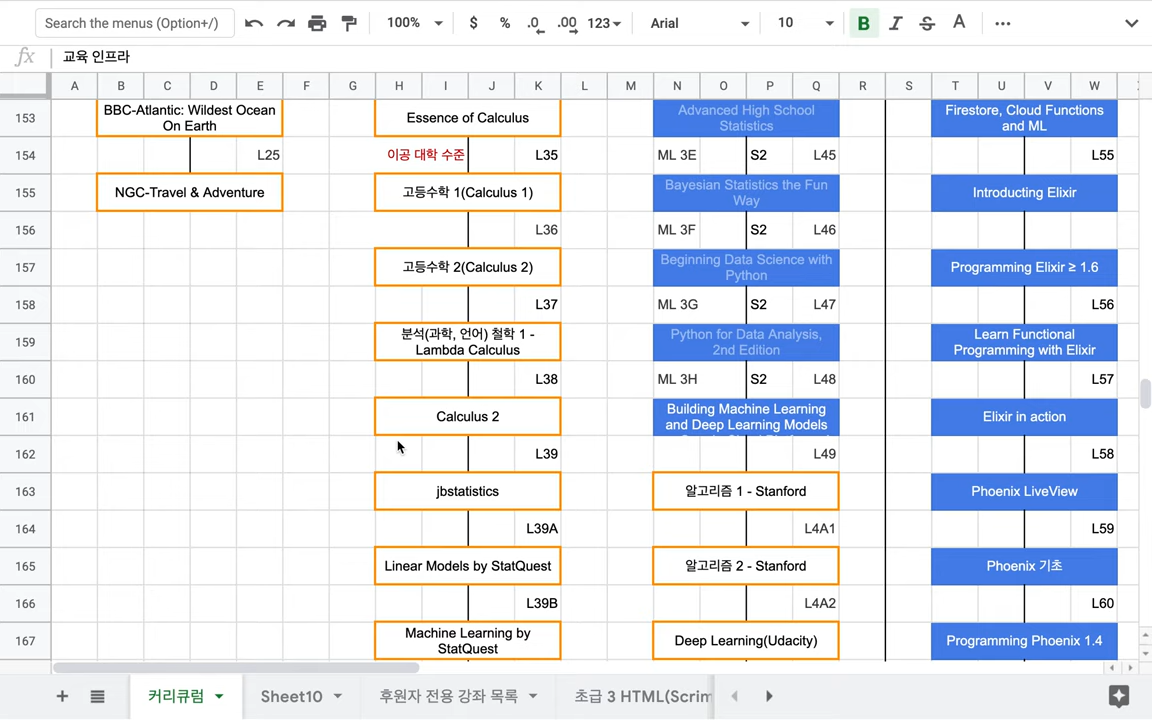 Search the menus (Option+/)
100%
$
%
.0
.00
123
Arial
10
B
I
S
A
fx
교육 인프라
A B C D E F G H I J K L M N O P Q R S T U V W
153
BBC-Atlantic: Wildest Ocean
On Earth
Essence of Calculus
Advanced High School
Statistics
Firestore, Cloud Functions
and ML
154
L25
이공 대학 수준
L35
ML 3E
S2
L45
L55
155
NGC-Travel & Adventure
고등수학 1(Calculus 1)
Bayesian Statistics the Fun
Way
Introducting Elixir
156
L36
ML 3F
S2
L46
157
고등수학 2(Calculus 2)
Beginning Data Science with
Python
Programming Elixir ≥ 1.6
158
L37
ML 3G
S2
L47
L56
159
분석(과학, 언어) 철학 1 -
Lambda Calculus
Python for Data Analysis,
2nd Edition
Learn Functional
Programming with Elixir
160
L38
ML 3H
S2
L48
L57
161
Calculus 2
Building Machine Learning
and Deep Learning Models
Elixir in action
162
L39
L49
L58
163
jbstatistics
알고리즘 1 - Stanford
Phoenix LiveView
164
L39A
L4A1
L59
165
Linear Models by StatQuest
알고리즘 2 - Stanford
Phoenix 기초
166
L39B
L4A2
L60
167
Machine Learning by
StatQuest
Deep Learning(Udacity)
Programming Phoenix 1.4
커리큐럼
Sheet10
후원자 전용 강좌 목록
초급 3 HTML(Scrim